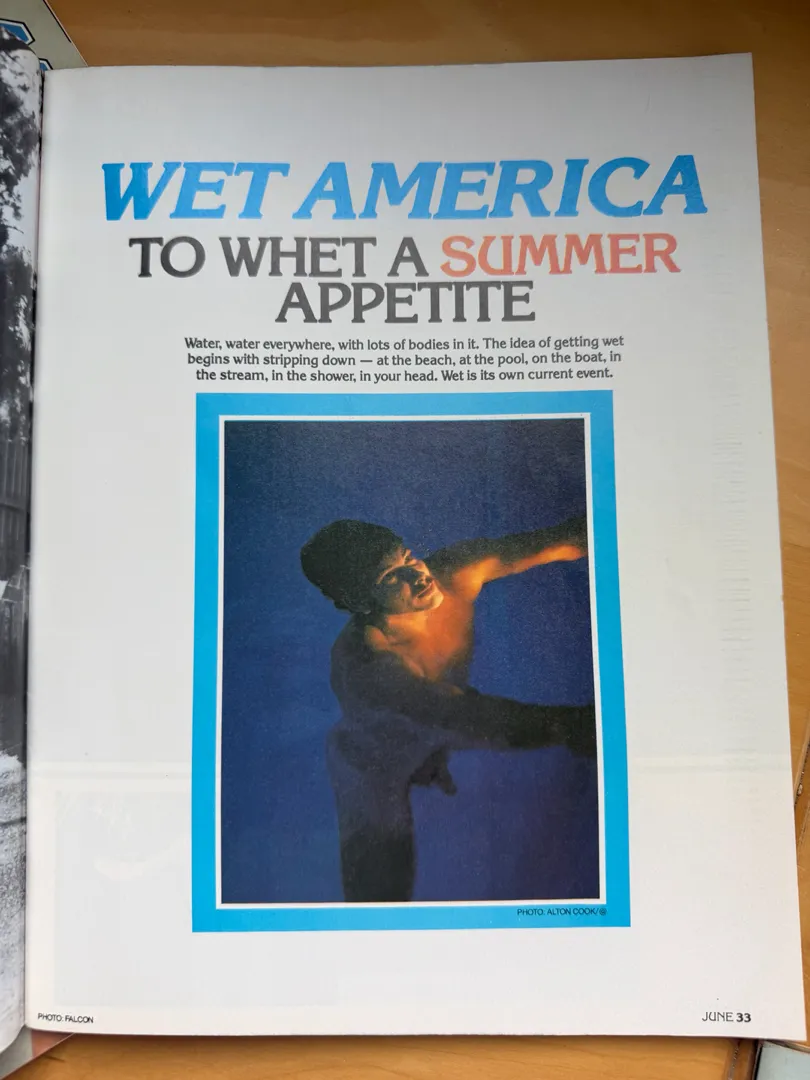 WET AMERICA
TO WHET A SUMMER
APPETITE
Water, water everywhere, with lots of bodies in it. The idea of getting wet
begins with stripping down — at the beach, at the pool, on the boat, in
the stream, in the shower, in your head. Wet is its own current event.
PHOTO: ALTON COOK/@
PHOTO: FALCON
JUNE 33